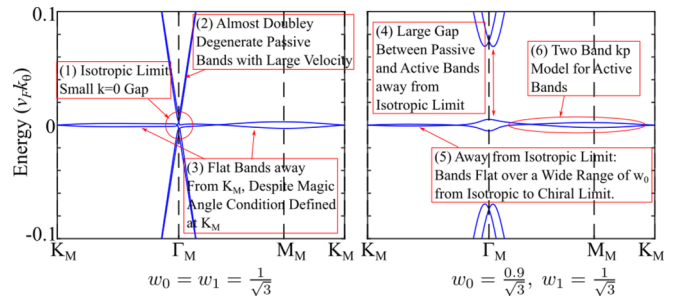 0.1
0
-0.1
Energy (v_F k_θ)
(2) Almost Doubley
Degenerate Passive
Bands with Large Velocity
(1) Isotropic Limit
Small k=0 Gap
(3) Flat Bands away
From K_M, Despite Magic
Angle Condition Defined
at K_M
K_M Γ_M M_M K_M
w_0 = w_1 = 1/√3
(4) Large Gap
Between Passive
and Active Bands
away from
Isotropic Limit
(6) Two Band kp
Model for Active
Bands
(5) Away from Isotropic Limit:
Bands Flat over a Wide Range of w_0
from Isotropic to Chiral Limit.
K_M Γ_M M_M K_M
w_0 = 0.9/√3, w_1 = 1/√3